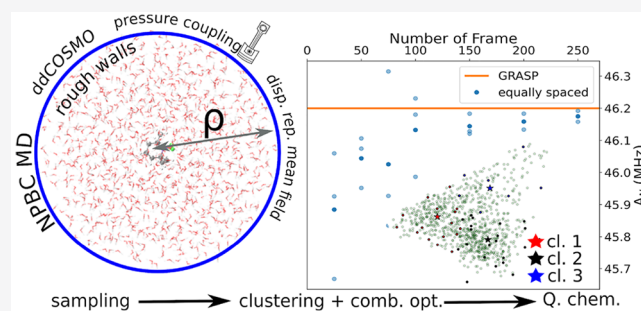 pressure coupling
ddCOSMO
rough walls
NPBC MD
disp. rep. mean field
ρ
Number of Frame
0 50 100 150 200 250
GRASP
equally spaced
46.3
46.2
46.1
46.0
45.9
45.8
45.7
(MHz)
cl. 1
cl. 2
cl. 3
sampling
clustering + comb. opt.
Q. chem.